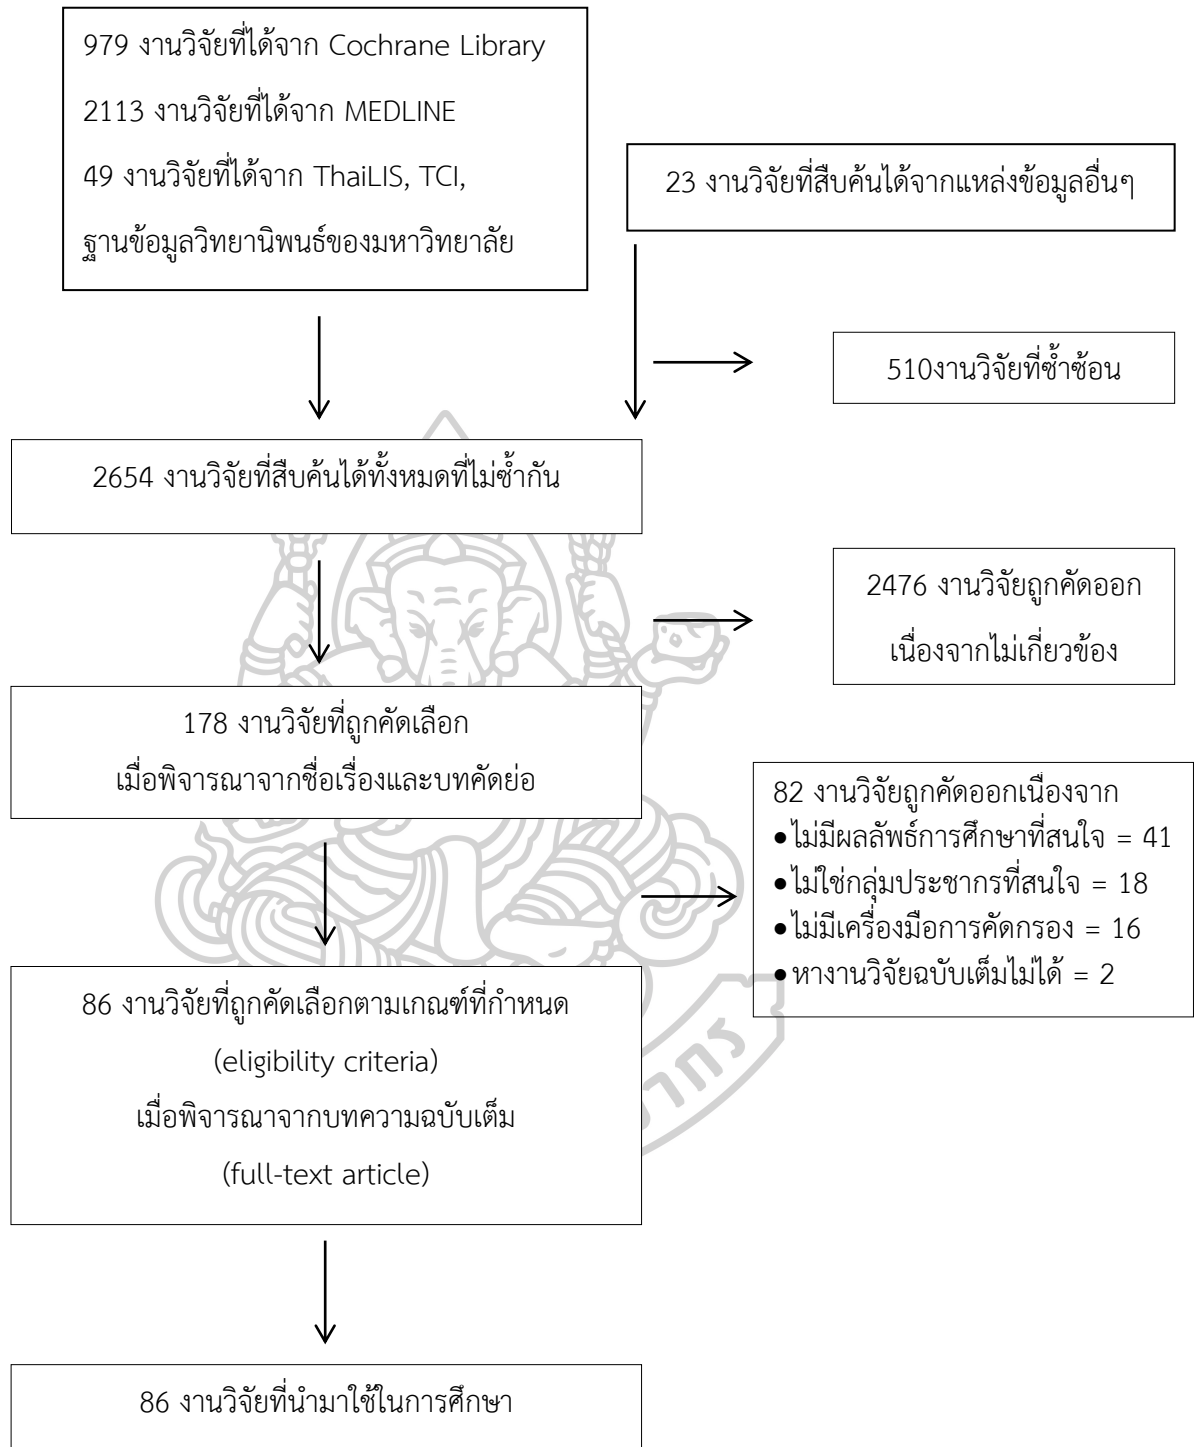 979 งานวิจัยที่ได้จาก Cochrane Library
2113 งานวิจัยที่ได้จาก MEDLINE
49 งานวิจัยที่ได้จาก ThaiLIS, TCI,
ฐานข้อมูลวิทยานิพนธ์ของมหาวิทยาลัย
23 งานวิจัยที่สืบค้นได้จากแหล่งข้อมูลอื่นๆ
510งานวิจัยที่ซ้ำซ้อน
2654 งานวิจัยที่สืบค้นได้ทั้งหมดที่ไม่ซ้ำกัน
2476 งานวิจัยถูกคัดออก
เนื่องจากไม่เกี่ยวข้อง
178 งานวิจัยที่ถูกคัดเลือก
เมื่อพิจารณาจากชื่อเรื่องและบทคัดย่อ
82 งานวิจัยถูกคัดออกเนื่องจาก
•ไม่มีผลลัพธ์การศึกษาที่สนใจ = 41
•ไม่ใช่กลุ่มประชากรที่สนใจ = 18
•ไม่มีเครื่องมือการคัดกรอง = 16
•หางานวิจัยฉบับเต็มไม่ได้ = 2
86 งานวิจัยที่ถูกคัดเลือกตามเกณฑ์ที่กำหนด
(eligibility criteria)
เมื่อพิจารณาจากบทความฉบับเต็ม
(full-text article)
86 งานวิจัยที่นำมาใช้ในการศึกษา